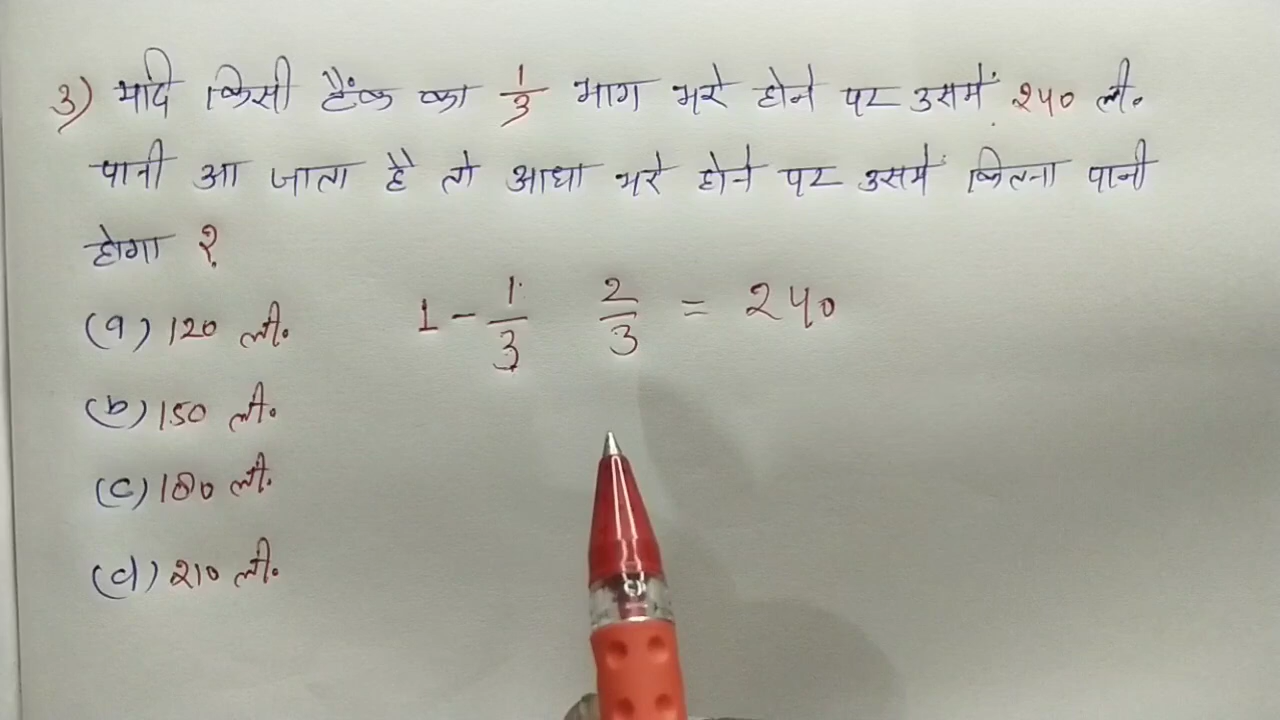 3) यदि किसी टैंक का 1/3 भाग भरे होने पर उसमें 240 ली.
पानी आ जाता है तो आधा भरे होने पर उसमें कितना पानी
होगा ?
(a) 120 ली.
1 - 1/3 2/3 = 240
(b) 150 ली.
(c) 180 ली.
(d) 210 ली.